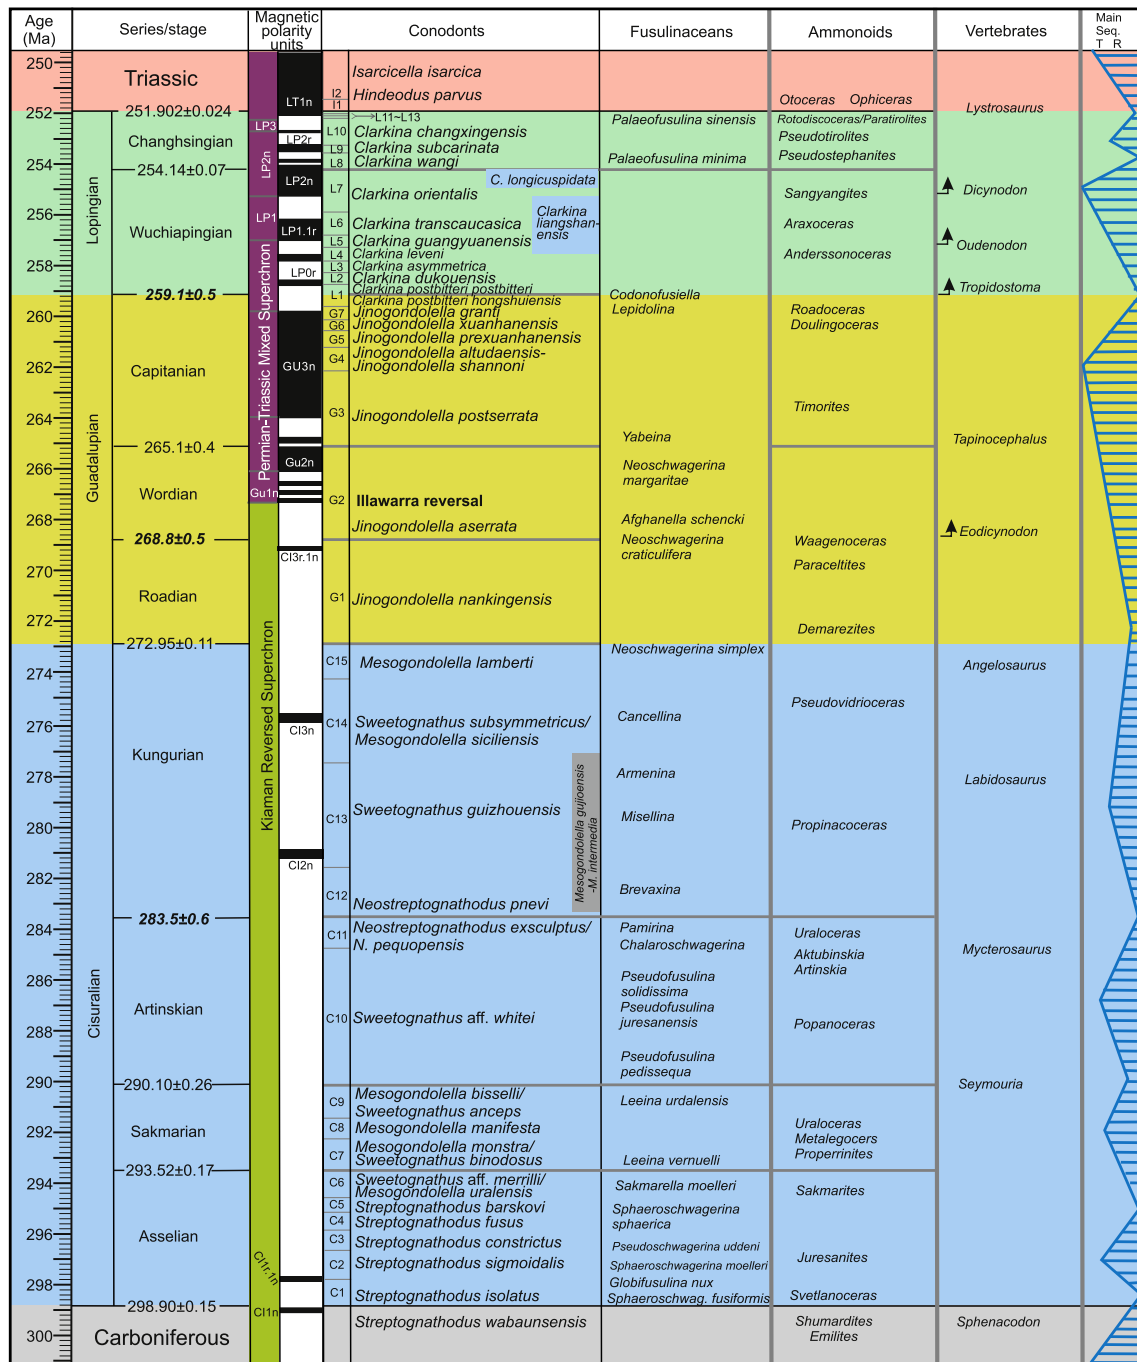 Age
(Ma)
Series/stage
Magnetic
polarity
units
Conodonts
Fusulinaceans
Ammonoids
Vertebrates
Main
Seq.
T R
250
252
254
256
258
260
262
264
266
268
270
272
274
276
278
280
282
284
286
288
290
292
294
296
298
300
Triassic
251.902±0.024
Lopingian
Changhsingian
254.14±0.07
Wuchiapingian
259.1±0.5
Guadalupian
Capitanian
265.1±0.4
Wordian
268.8±0.5
Roadian
272.95±0.11
Cisuralian
Kungurian
283.5±0.6
Artinskian
290.10±0.26
Sakmarian
293.52±0.17
Asselian
298.90±0.15
Carboniferous
LP3
LP2n
LP1
Permian-Triassic Mixed Superchron
Gu1n
Kiaman Reversed Superchron
CI1r.1n
CI1n
LT1n
LP2r
LP2n
LP1.1r
LP0r
GU3n
Gu2n
CI3r.1n
CI3n
CI2n
Isarcicella isarcica
I2 Hindeodus parvus
I1
L11~L13
L10 Clarkina changxingensis
L9 Clarkina subcarinata
L8 Clarkina wangi
C. longicuspidata
L7 Clarkina orientalis
Clarkina
liangshan-
ensis
L6 Clarkina transcaucasica
L5 Clarkina guangyuanensis
L4 Clarkina leveni
L3 Clarkina asymmetrica
L2 Clarkina dukouensis
Clarkina postbitteri postbitteri
L1 Clarkina postbitteri hongshuiensis
G7 Jinogondolella granti
G6 Jinogondolella xuanhanensis
G5 Jinogondolella prexuanhanensis
G4 Jinogondolella altudaensis-
Jinogondolella shannoni
G3 Jinogondolella postserrata
G2 Illawarra reversal
Jinogondolella aserrata
G1 Jinogondolella nankingensis
C15 Mesogondolella lamberti
C14 Sweetognathus subsymmetricus/
Mesogondolella siciliensis
C13 Sweetognathus guizhouensis
Mesogondolella gujioensis
-M. intermedia
C12 Neostreptognathodus pnevi
C11 Neostreptognathodus exsculptus/
N. pequopensis
C10 Sweetognathus aff. whitei
C9 Mesogondolella bisselli/
Sweetognathus anceps
C8 Mesogondolella manifesta
C7 Mesogondolella monstra/
Sweetognathus binodosus
C6 Sweetognathus aff. merrilli/
Mesogondolella uralensis
C5 Streptognathodus barskovi
C4 Streptognathodus fusus
C3 Streptognathodus constrictus
C2 Streptognathodus sigmoidalis
C1 Streptognathodus isolatus
Streptognathodus wabaunsensis
Palaeofusulina sinensis
Palaeofusulina minima
Codonofusiella
Lepidolina
Yabeina
Neoschwagerina
margaritae
Afghanella schencki
Neoschwagerina
craticulifera
Neoschwagerina simplex
Cancellina
Armenina
Misellina
Brevaxina
Pamirina
Chalaroschwagerina
Pseudofusulina
solidissima
Pseudofusulina
juresanensis
Pseudofusulina
pedissequa
Leeina urdalensis
Leeina vernuelli
Sakmarella moelleri
Sphaeroschwagerina
sphaerica
Pseudoschwagerina uddeni
Sphaeroschwagerina moelleri
Globifusulina nux
Sphaeroschwag. fusiformis
Otoceras Ophiceras
Rotodiscoceras/Paratirolites
Pseudotirolites
Pseudostephanites
Sangyangites
Araxoceras
Anderssonoceras
Roadoceras
Doulingoceras
Timorites
Waagenoceras
Paraceltites
Demarezites
Pseudovidrioceras
Propinacoceras
Uraloceras
Aktubinskia
Artinskia
Popanoceras
Uraloceras
Metalegocers
Properrinites
Sakmarites
Juresanites
Svetlanoceras
Shumardites
Emilites
Lystrosaurus
Dicynodon
Oudenodon
Tropidostoma
Tapinocephalus
Eodicynodon
Angelosaurus
Labidosaurus
Mycterosaurus
Seymouria
Sphenacodon